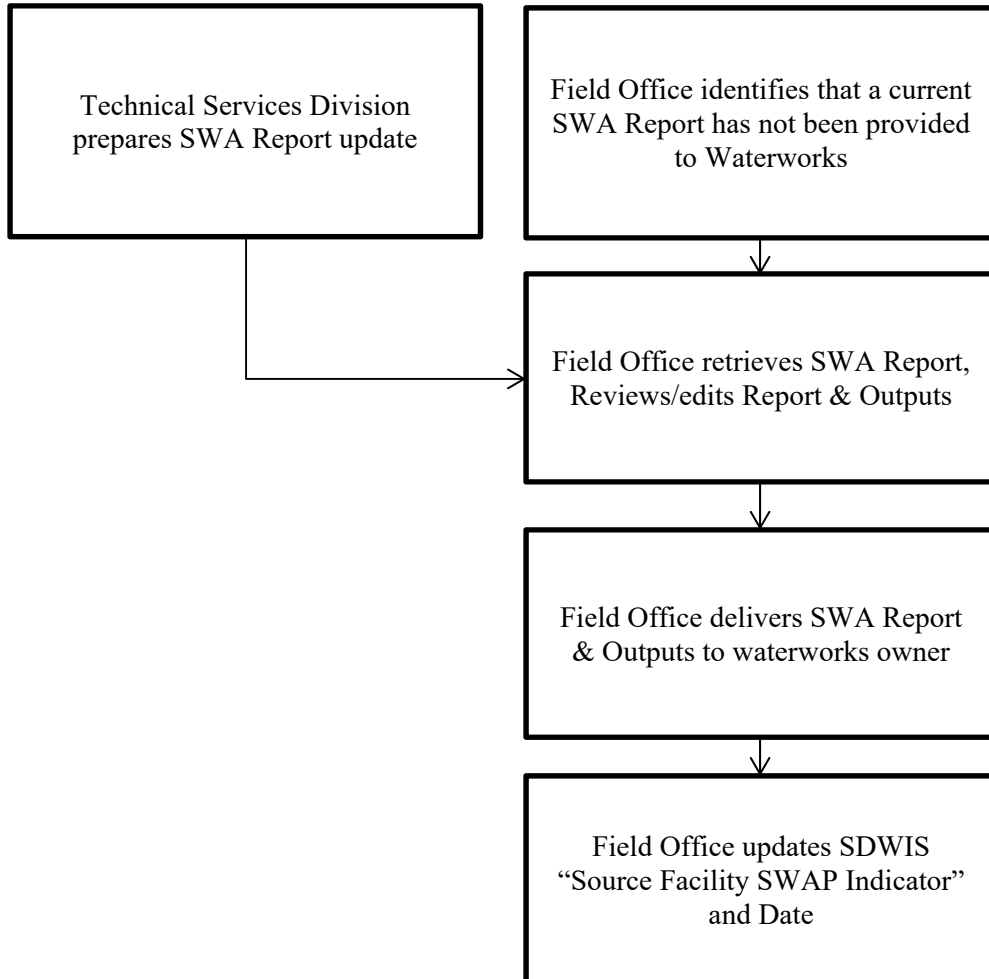 Technical Services Division
prepares SWA Report update
Field Office identifies that a current
SWA Report has not been provided
to Waterworks
Field Office retrieves SWA Report,
Reviews/edits Report & Outputs
Field Office delivers SWA Report
& Outputs to waterworks owner
Field Office updates SDWIS
“Source Facility SWAP Indicator”
and Date